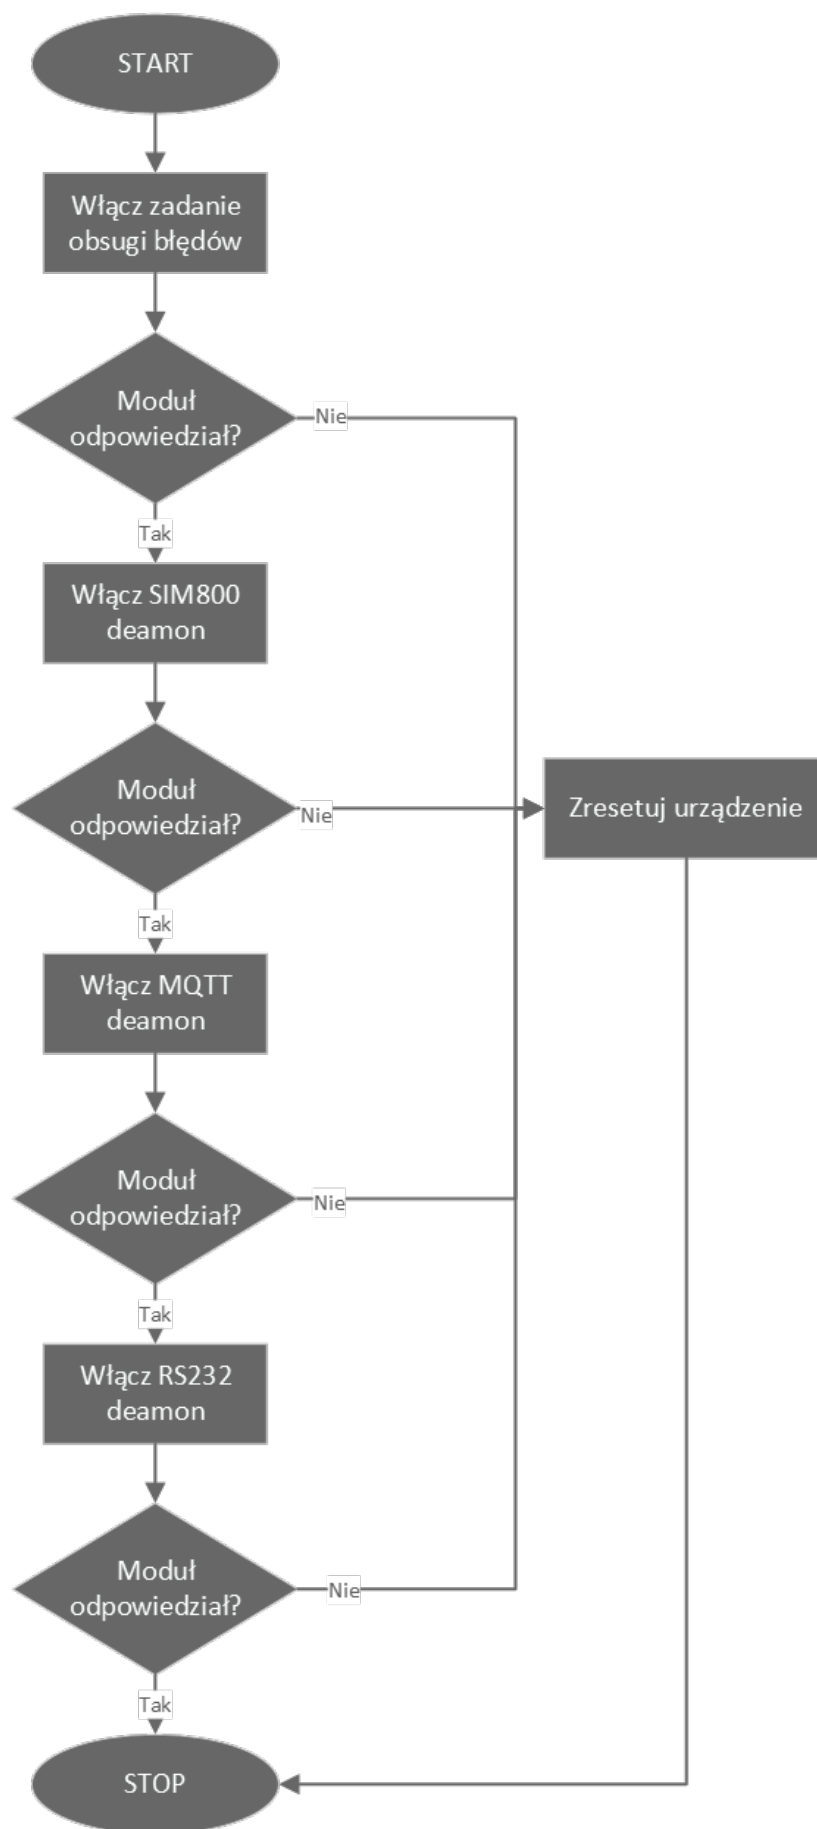 START
Włącz zadanie
obsugi błędów
Moduł
odpowiedział?
Nie
Tak
Włącz SIM800
deamon
Moduł
odpowiedział?
Nie
Zresetuj urządzenie
Tak
Włącz MQTT
deamon
Moduł
odpowiedział?
Nie
Tak
Włącz RS232
deamon
Moduł
odpowiedział?
Nie
Tak
STOP